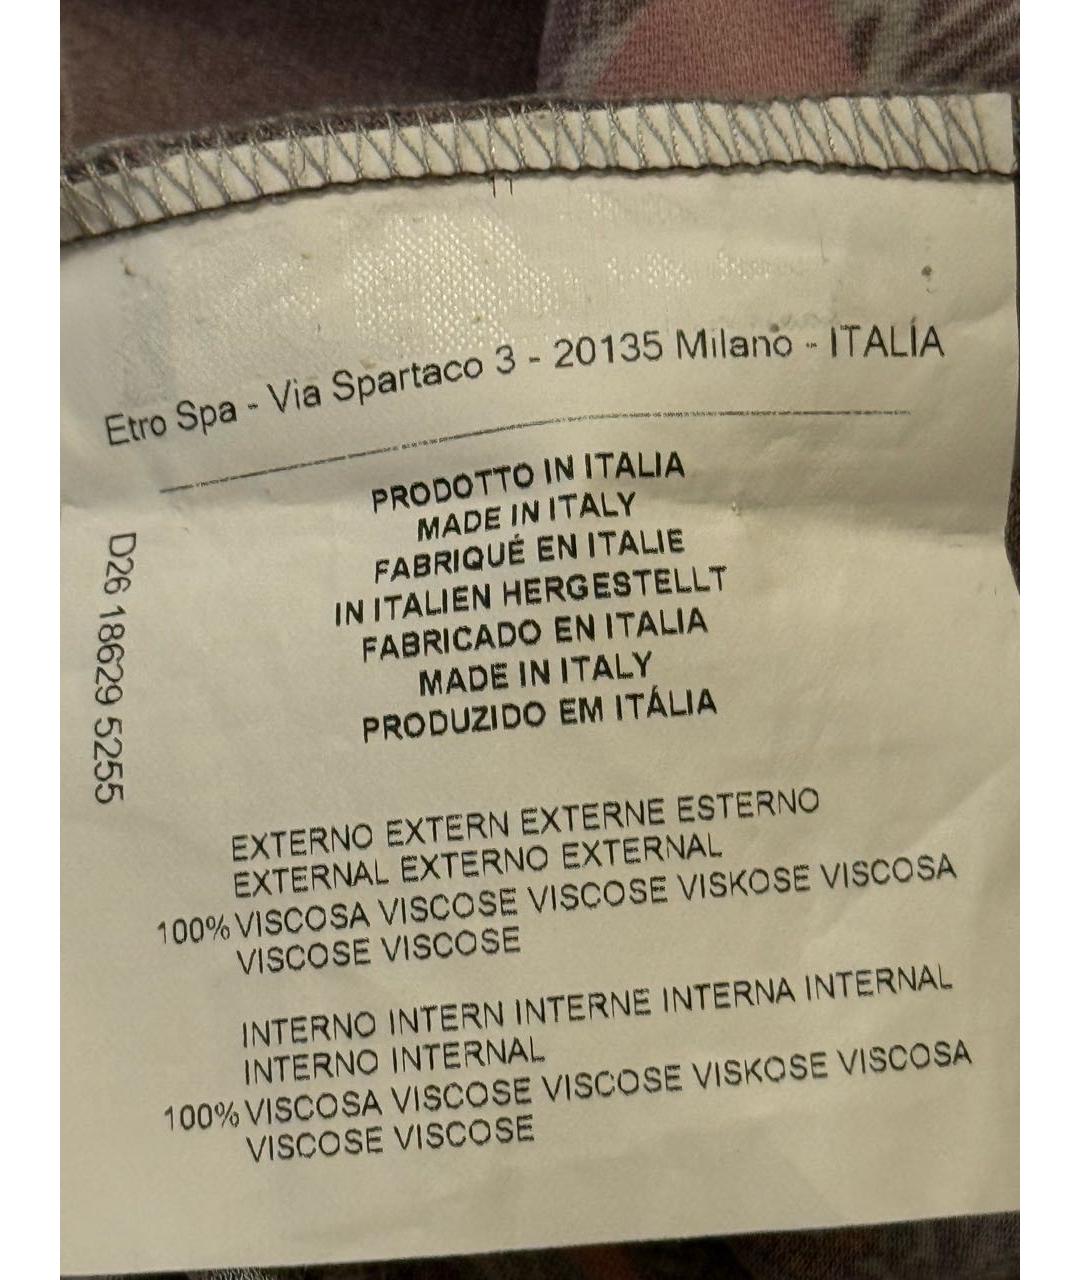 Etro Spa - Via Spartaco 3 - 20135 Milano - ITALIA
PRODOTTO IN ITALIA
MADE IN ITALY
FABRIQUÉ EN ITALIE
IN ITALIEN HERGESTELLT
FABRICADO EN ITALIA
MADE IN ITALY
PRODUZIDO EM ITÁLIA
D26 18629 5255
EXTERNO EXTERN EXTERNE ESTERNO
EXTERNAL EXTERNO EXTERNAL
100% VISCOSA VISCOSE VISCOSE VISKOSE VISCOSA
VISCOSE VISCOSE
INTERNO INTERN INTERNE INTERNA INTERNAL
INTERNO INTERNAL
100% VISCOSA VISCOSE VISCOSE VISKOSE VISCOSA
VISCOSE VISCOSE